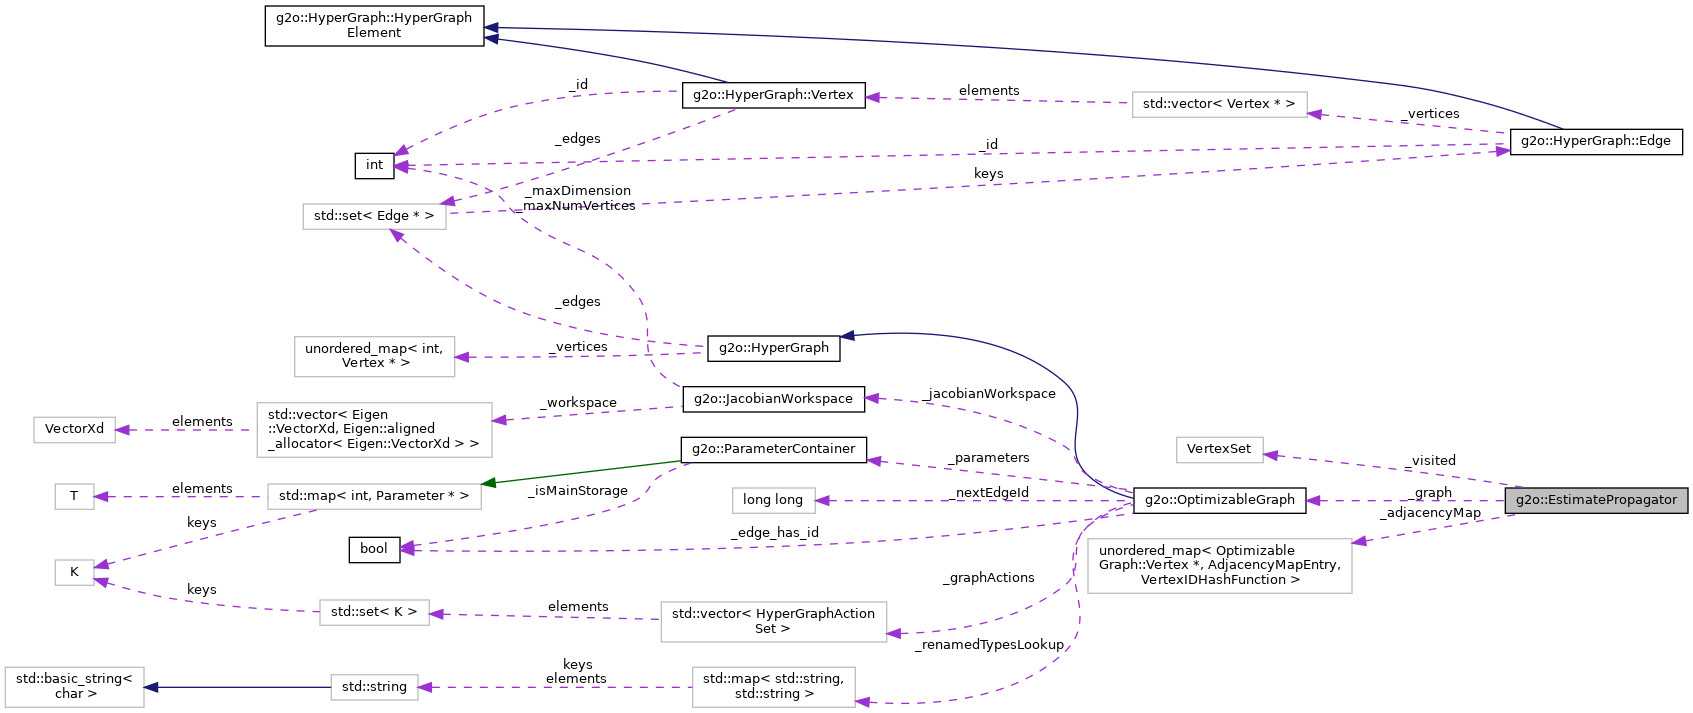 g2o::HyperGraph::HyperGraph
Element
_id
g2o::HyperGraph::Vertex
elements
std::vector< Vertex * >
_vertices
g2o::HyperGraph::Edge
_edges
_id
int
keys
_maxDimension
_maxNumVertices
std::set< Edge * >
_edges
unordered_map< int,
Vertex * >
_vertices
g2o::HyperGraph
_jacobianWorkspace
g2o::JacobianWorkspace
_workspace
std::vector< Eigen
::VectorXd, Eigen::aligned
_allocator< Eigen::VectorXd > >
elements
VectorXd
g2o::ParameterContainer
_parameters
VertexSet
_visited
T
elements
std::map< int, Parameter * >
_isMainStorage
long long
_nextEdgeId
g2o::OptimizableGraph
_graph
g2o::EstimatePropagator
_adjacencyMap
keys
bool
_edge_has_id
unordered_map< Optimizable
Graph::Vertex *, AdjacencyMapEntry,
VertexIDHashFunction >
K
keys
_graphActions
std::set< K >
elements
std::vector< HyperGraphAction
Set >
_renamedTypesLookup
std::basic_string<
char >
std::string
keys
elements
std::map< std::string,
std::string >